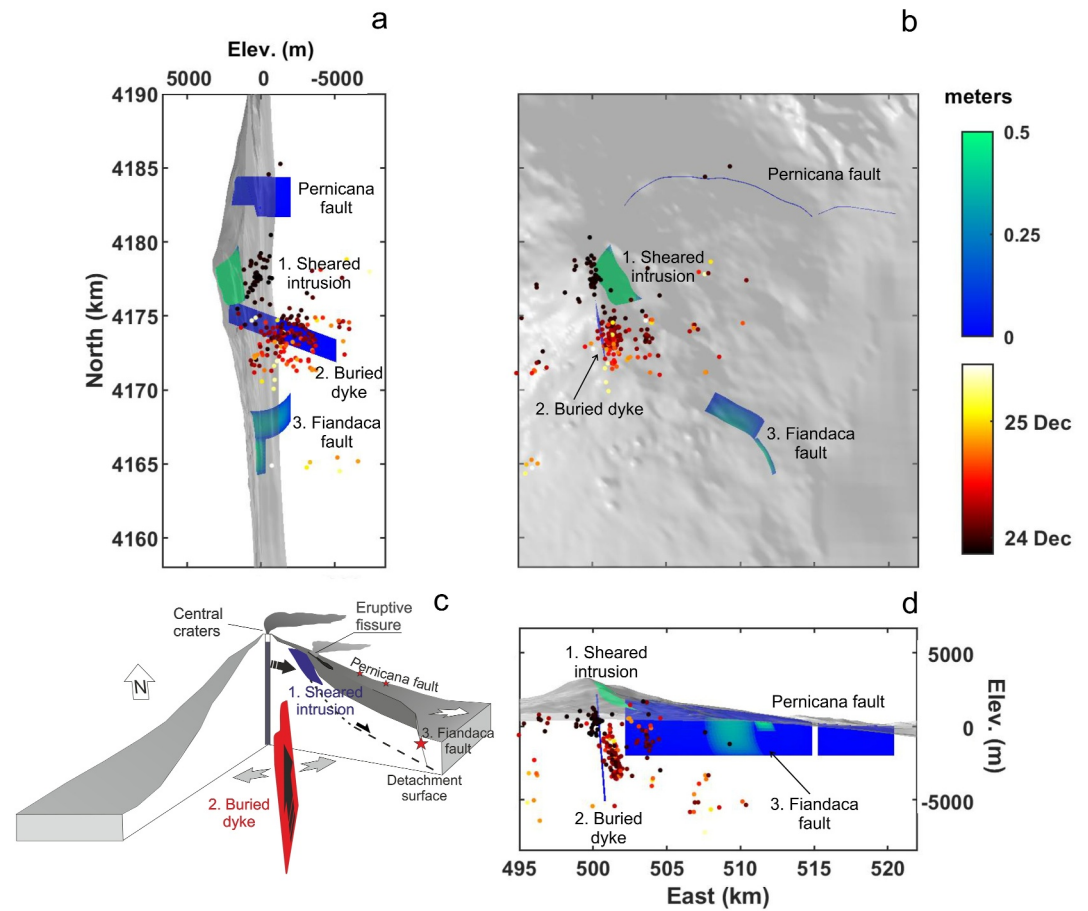 a
Elev. (m)
5000 0 -5000
4190
4185
4180
4175
4170
4165
4160
North (km)
Pernicana
fault
1. Sheared
intrusion
2. Buried
dyke
3. Fiandaca
fault
b
Pernicana fault
1. Sheared
intrusion
2. Buried dyke
3. Fiandaca
fault
meters
0.5
0.25
0
25 Dec
24 Dec
c
Central
craters
Eruptive
fissure
N
Pernicana fault
1. Sheared
intrusion
3. Fiandaca
fault
Detachment
surface
2. Buried
dyke
d
1. Sheared
intrusion
Pernicana fault
2. Buried
dyke
3. Fiandaca
fault
5000
0
-5000
Elev. (m)
495 500 505 510 515 520
East (km)